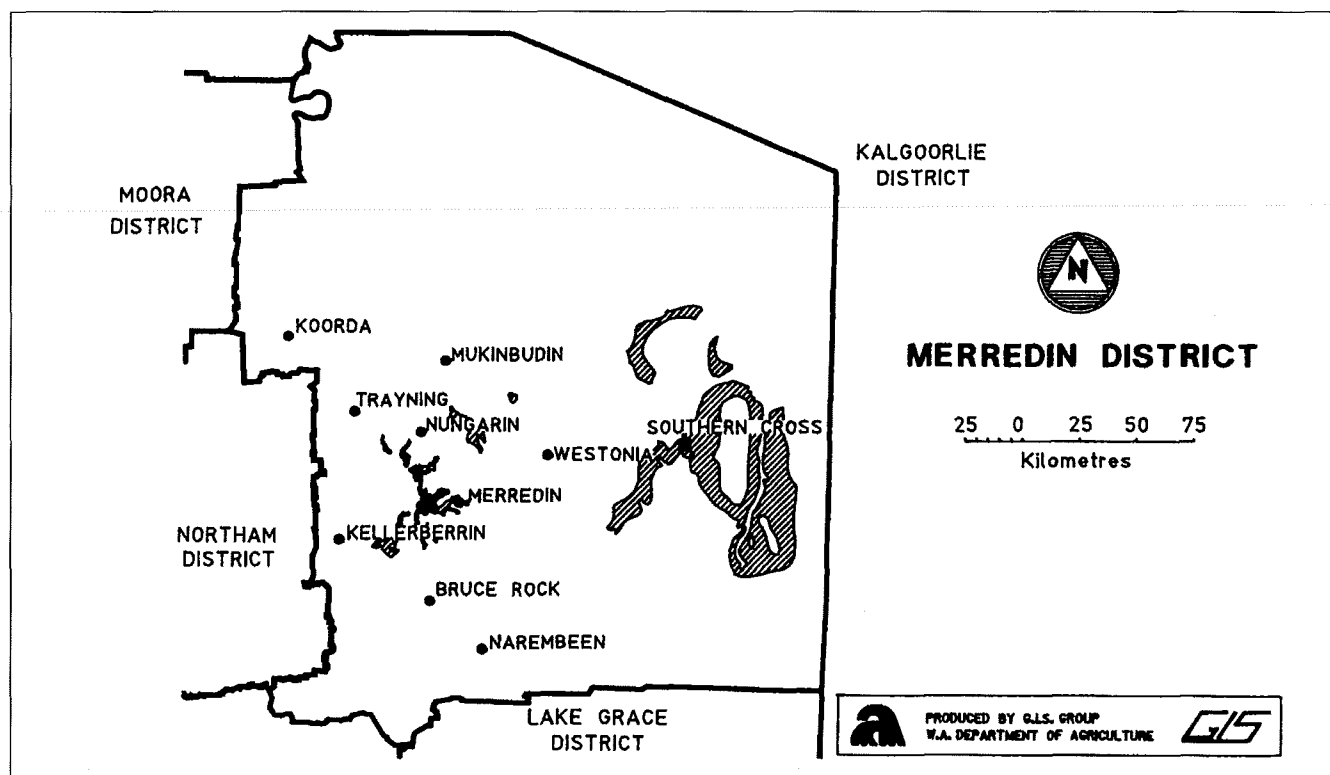 KALGOORLIE
DISTRICT
MOORA
DISTRICT
N
KOORDA
MUKINBUDIN
MERREDIN DISTRICT
TRAYNING
NUNGARIN
SOUTHERN CROSS
WESTONIA
25 0 25 50 75
Kilometres
MERREDIN
NORTHAM
DISTRICT
KELLERBERRIN
BRUCE ROCK
NAREMBEEN
LAKE GRACE
DISTRICT
a
PRODUCED BY G.I.S. GROUP
W.A. DEPARTMENT OF AGRICULTURE
GIS